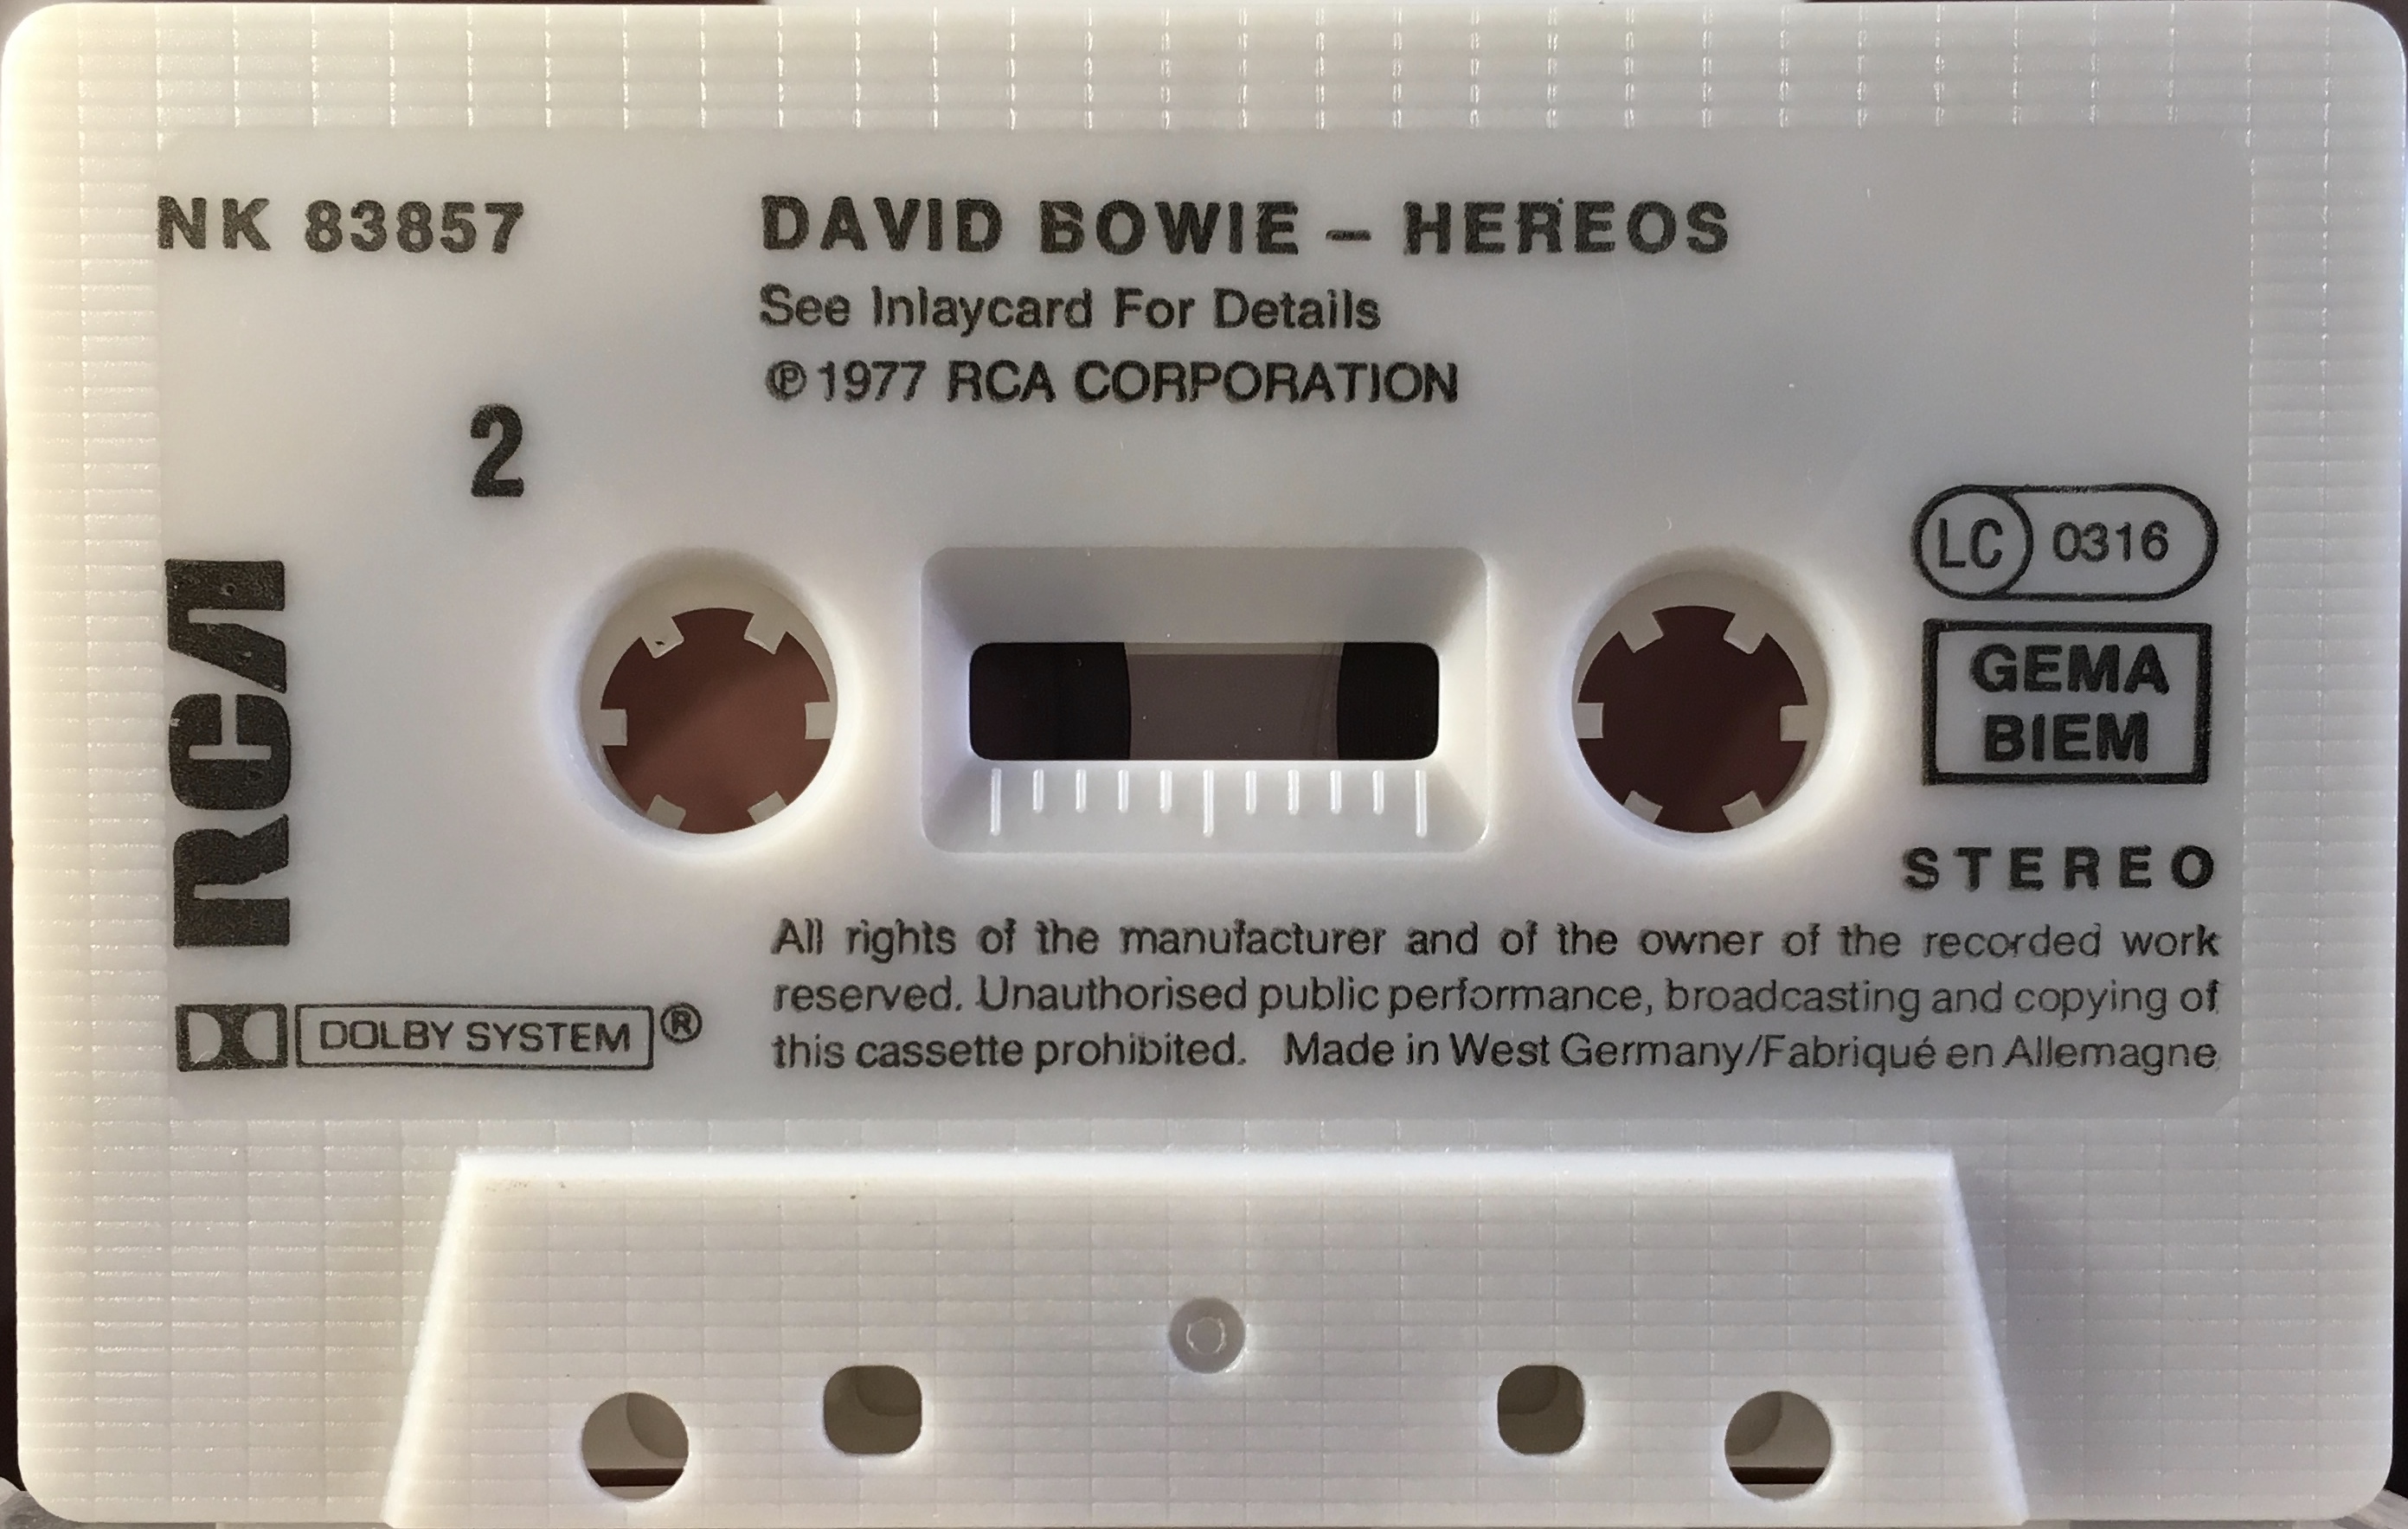 NK 83857
DAVID BOWIE – HEREOS
See Inlaycard For Details
℗ 1977 RCA CORPORATION
2
RCA
LC 0316
GEMA
BIEM
STEREO
All rights of the manufacturer and of the owner of the recorded work
reserved. Unauthorised public performance, broadcasting and copying of
this cassette prohibited. Made in West Germany/Fabriqué en Allemagne
DOLBY SYSTEM ®